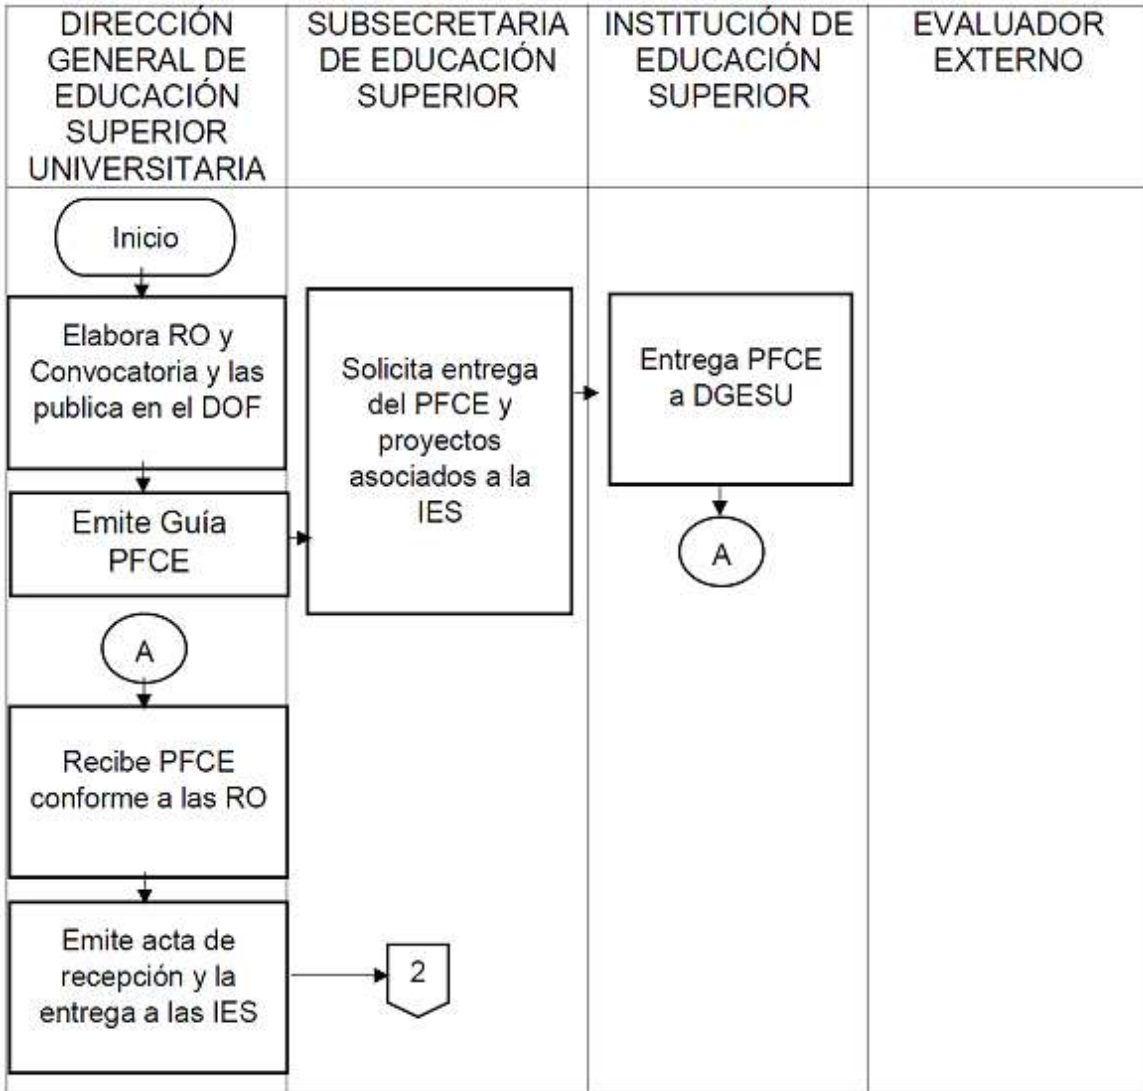 DIRECCIÓN
GENERAL DE
EDUCACIÓN
SUPERIOR
UNIVERSITARIA
SUBSECRETARIA
DE EDUCACIÓN
SUPERIOR
INSTITUCIÓN DE
EDUCACIÓN
SUPERIOR
EVALUADOR
EXTERNO
Inicio
Elabora RO y
Convocatoria y las
publica en el DOF
Emite Guía
PFCE
Solicita entrega
del PFCE y
proyectos
asociados a la
IES
Entrega PFCE
a DGESU
A
A
Recibe PFCE
conforme a las RO
Emite acta de
recepción y la
entrega a las IES
2